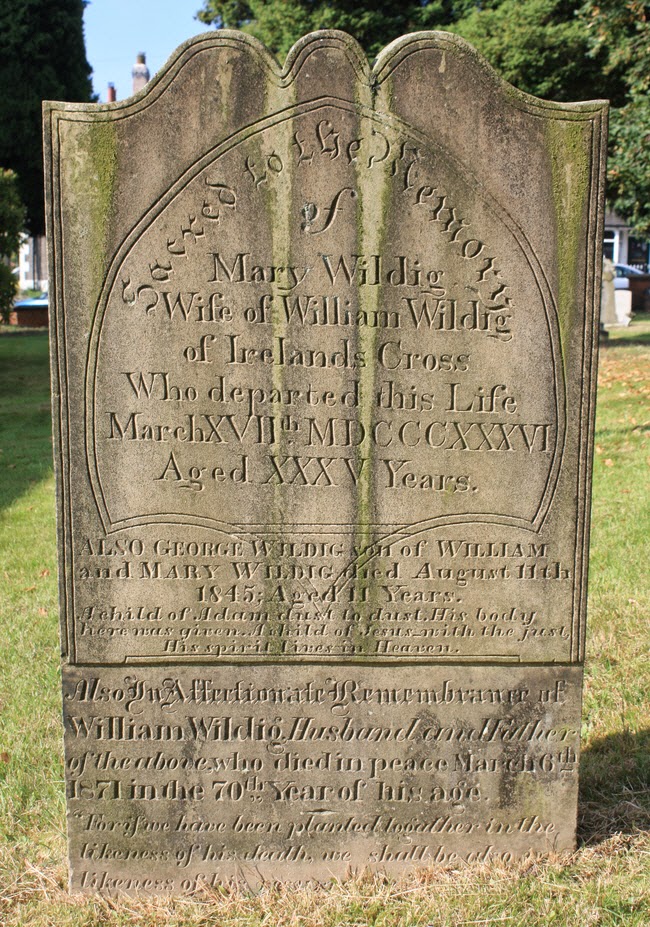 Sacred to the Memory
of
Mary Wildig
Wife of William Wildig
of Irelands Cross
Who departed this Life
March XVIIth MDCCCXXXVI
Aged XXXV Years.
ALSO GEORGE WILDIG son of WILLIAM
and MARY WILDIG died August 11th
1845; Aged 11 Years.
A child of Adam dust to dust, His body
here was given. A child of Jesus with the just,
His spirit lives in Heaven.
Also In Affectionate Remembrance of
William Wildig, Husband and Father
of the above, who died in peace March 6th
1871 in the 70th Year of his age.
"For if we have been planted together in the
likeness of his death, we shall be also
likeness of his